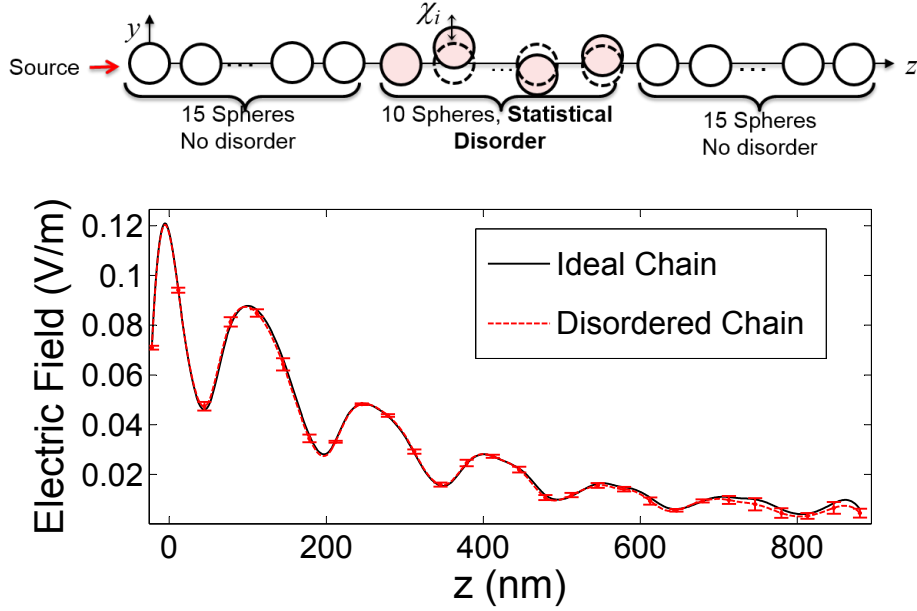 χi
y
Source
... ... ...
z
15 Spheres
No disorder
10 Spheres, Statistical
Disorder
15 Spheres
No disorder
Electric Field (V/m)
0.12
0.1
0.08
0.06
0.04
0.02
Ideal Chain
Disordered Chain
0 200 400 600 800
z (nm)